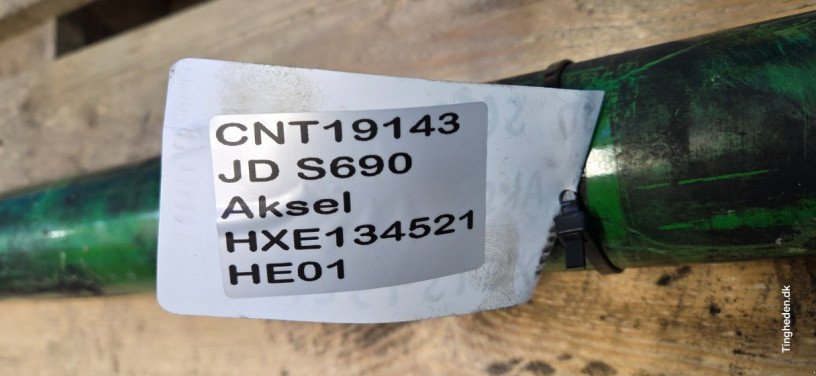 CNT19143
JD S690
Aksel
HXE134521
HE01
Tingheden.dk